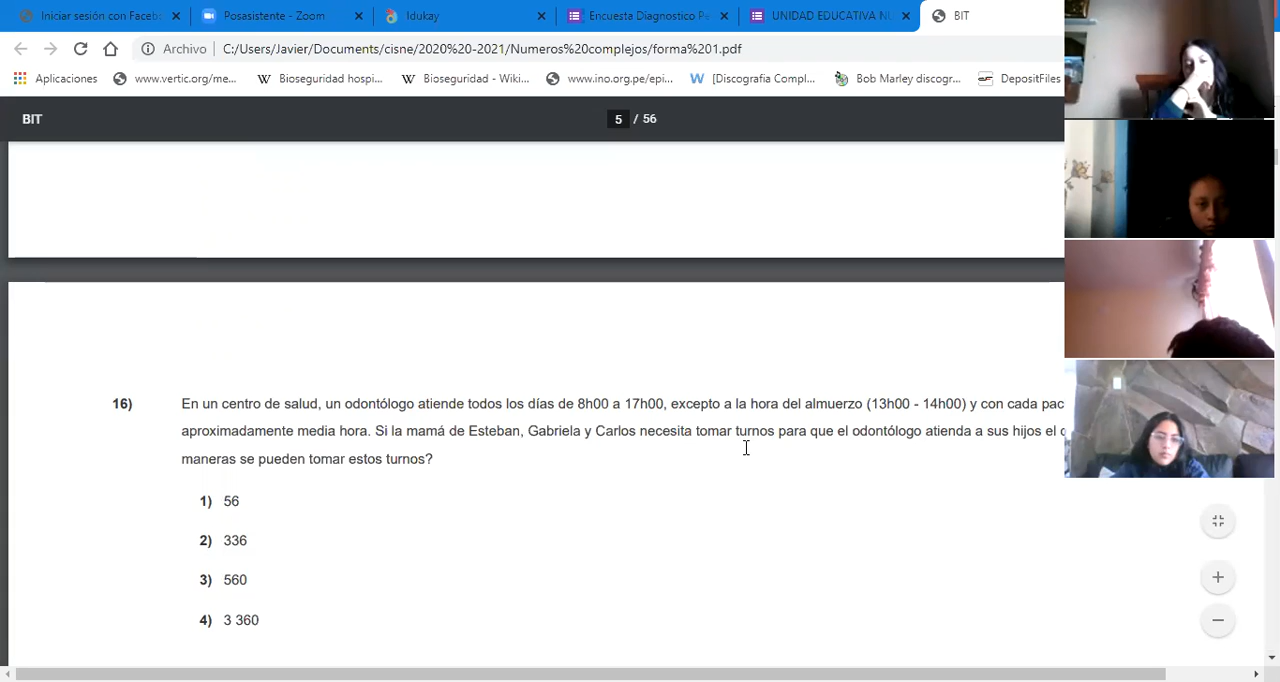 Iniciar sesión con Faceb
Posasistente - Zoom
Idukay
Encuesta Diagnostico Pe
UNIDAD EDUCATIVA NU
BIT
Archivo
C:/Users/Javier/Documents/cisne/2020%20-2021/Numeros%20complejos/forma%201.pdf
Aplicaciones
www.vertic.org/me...
Bioseguridad hospi...
Bioseguridad - Wiki...
www.ino.org.pe/epi...
[Discografia Compl...
Bob Marley discogr...
DepositFiles
BIT
5 / 56
16) En un centro de salud, un odontólogo atiende todos los días de 8h00 a 17h00, excepto a la hora del almuerzo (13h00 - 14h00) y con cada pac
aproximadamente media hora. Si la mamá de Esteban, Gabriela y Carlos necesita tomar turnos para que el odontólogo atienda a sus hijos el
maneras se pueden tomar estos turnos?
1) 56
2) 336
3) 560
4) 3 360